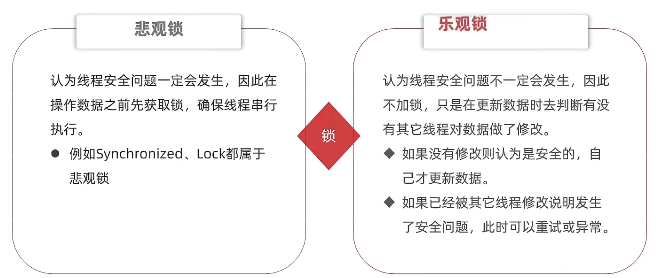 悲观锁
认为线程安全问题一定会发生，因此在
操作数据之前先获取锁，确保线程串行
执行。
● 例如Synchronized、Lock都属于
悲观锁
锁
乐观锁
认为线程安全问题不一定会发生，因此
不加锁，只是在更新数据时去判断有没
有其它线程对数据做了修改。
◆ 如果没有修改则认为是安全的，自
己才更新数据。
◆ 如果已经被其它线程修改说明发生
了安全问题，此时可以重试或异常。